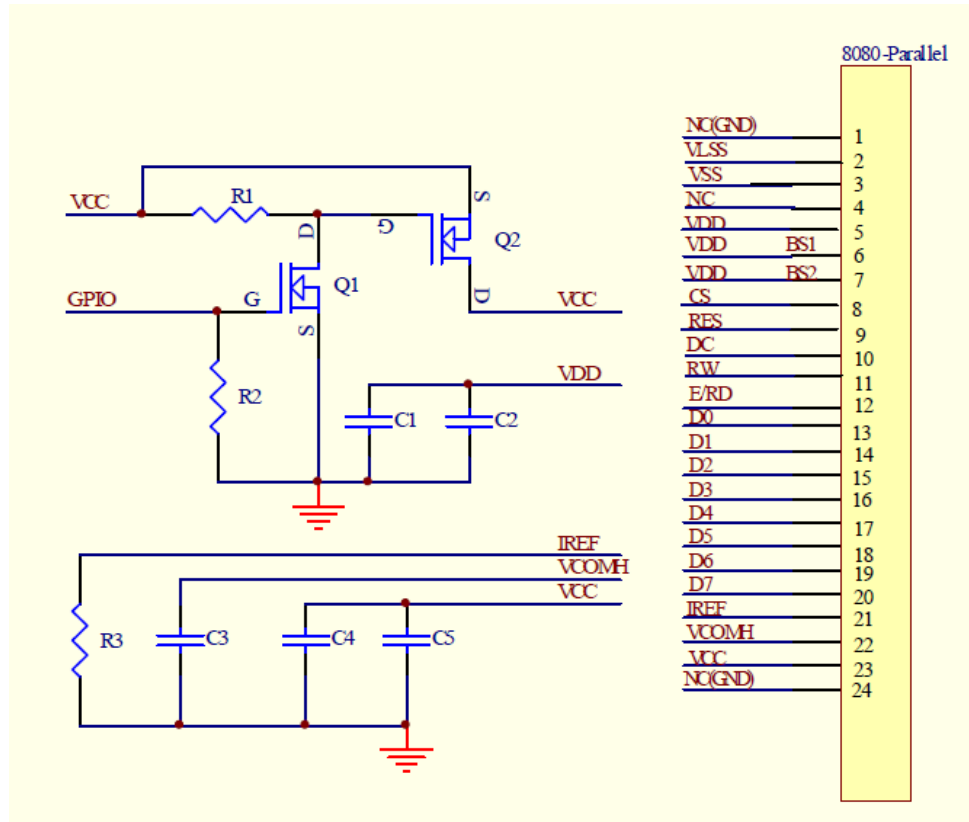 8080-Parallel
NC(GND) 1
VLSS 2
VSS 3
NC 4
VDD 5
VDD BS1 6
VDD BS2 7
CS 8
RES 9
DC 10
RW 11
E/RD 12
D0 13
D1 14
D2 15
D3 16
D4 17
D5 18
D6 19
D7 20
IREF 21
VCOMH 22
VCC 23
NC(GND) 24
VCC
R1
S
D
G
Q2
Q1
GPIO
G
S
D
VCC
R2
VDD
C1
C2
IREF
VCOMH
VCC
R3
C3
C4
C5